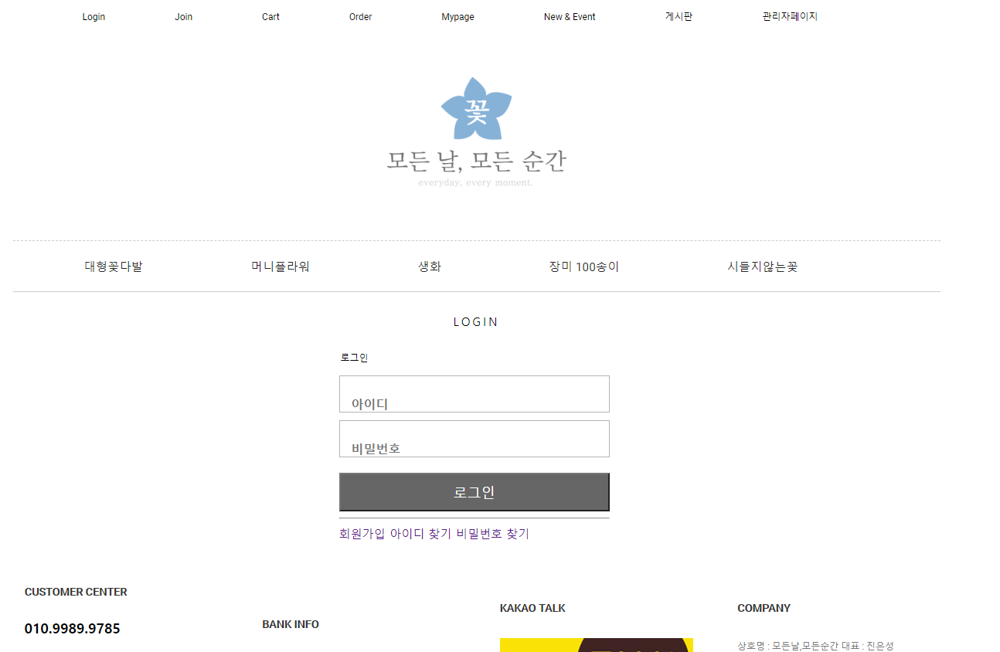 Login Join Cart Order Mypage New & Event 게시판 관리자페이지
꽃
모든 날, 모든 순간
everyday, every moment.
대형꽃다발 머니플라워 생화 장미 100송이 시들지않는꽃
LOGIN
로그인
아이디
비밀번호
로그인
회원가입 아이디 찾기 비밀번호 찾기
CUSTOMER CENTER
010.9989.9785
BANK INFO
KAKAO TALK
COMPANY
상호명 : 모든날,모든순간 대표 : 진은성